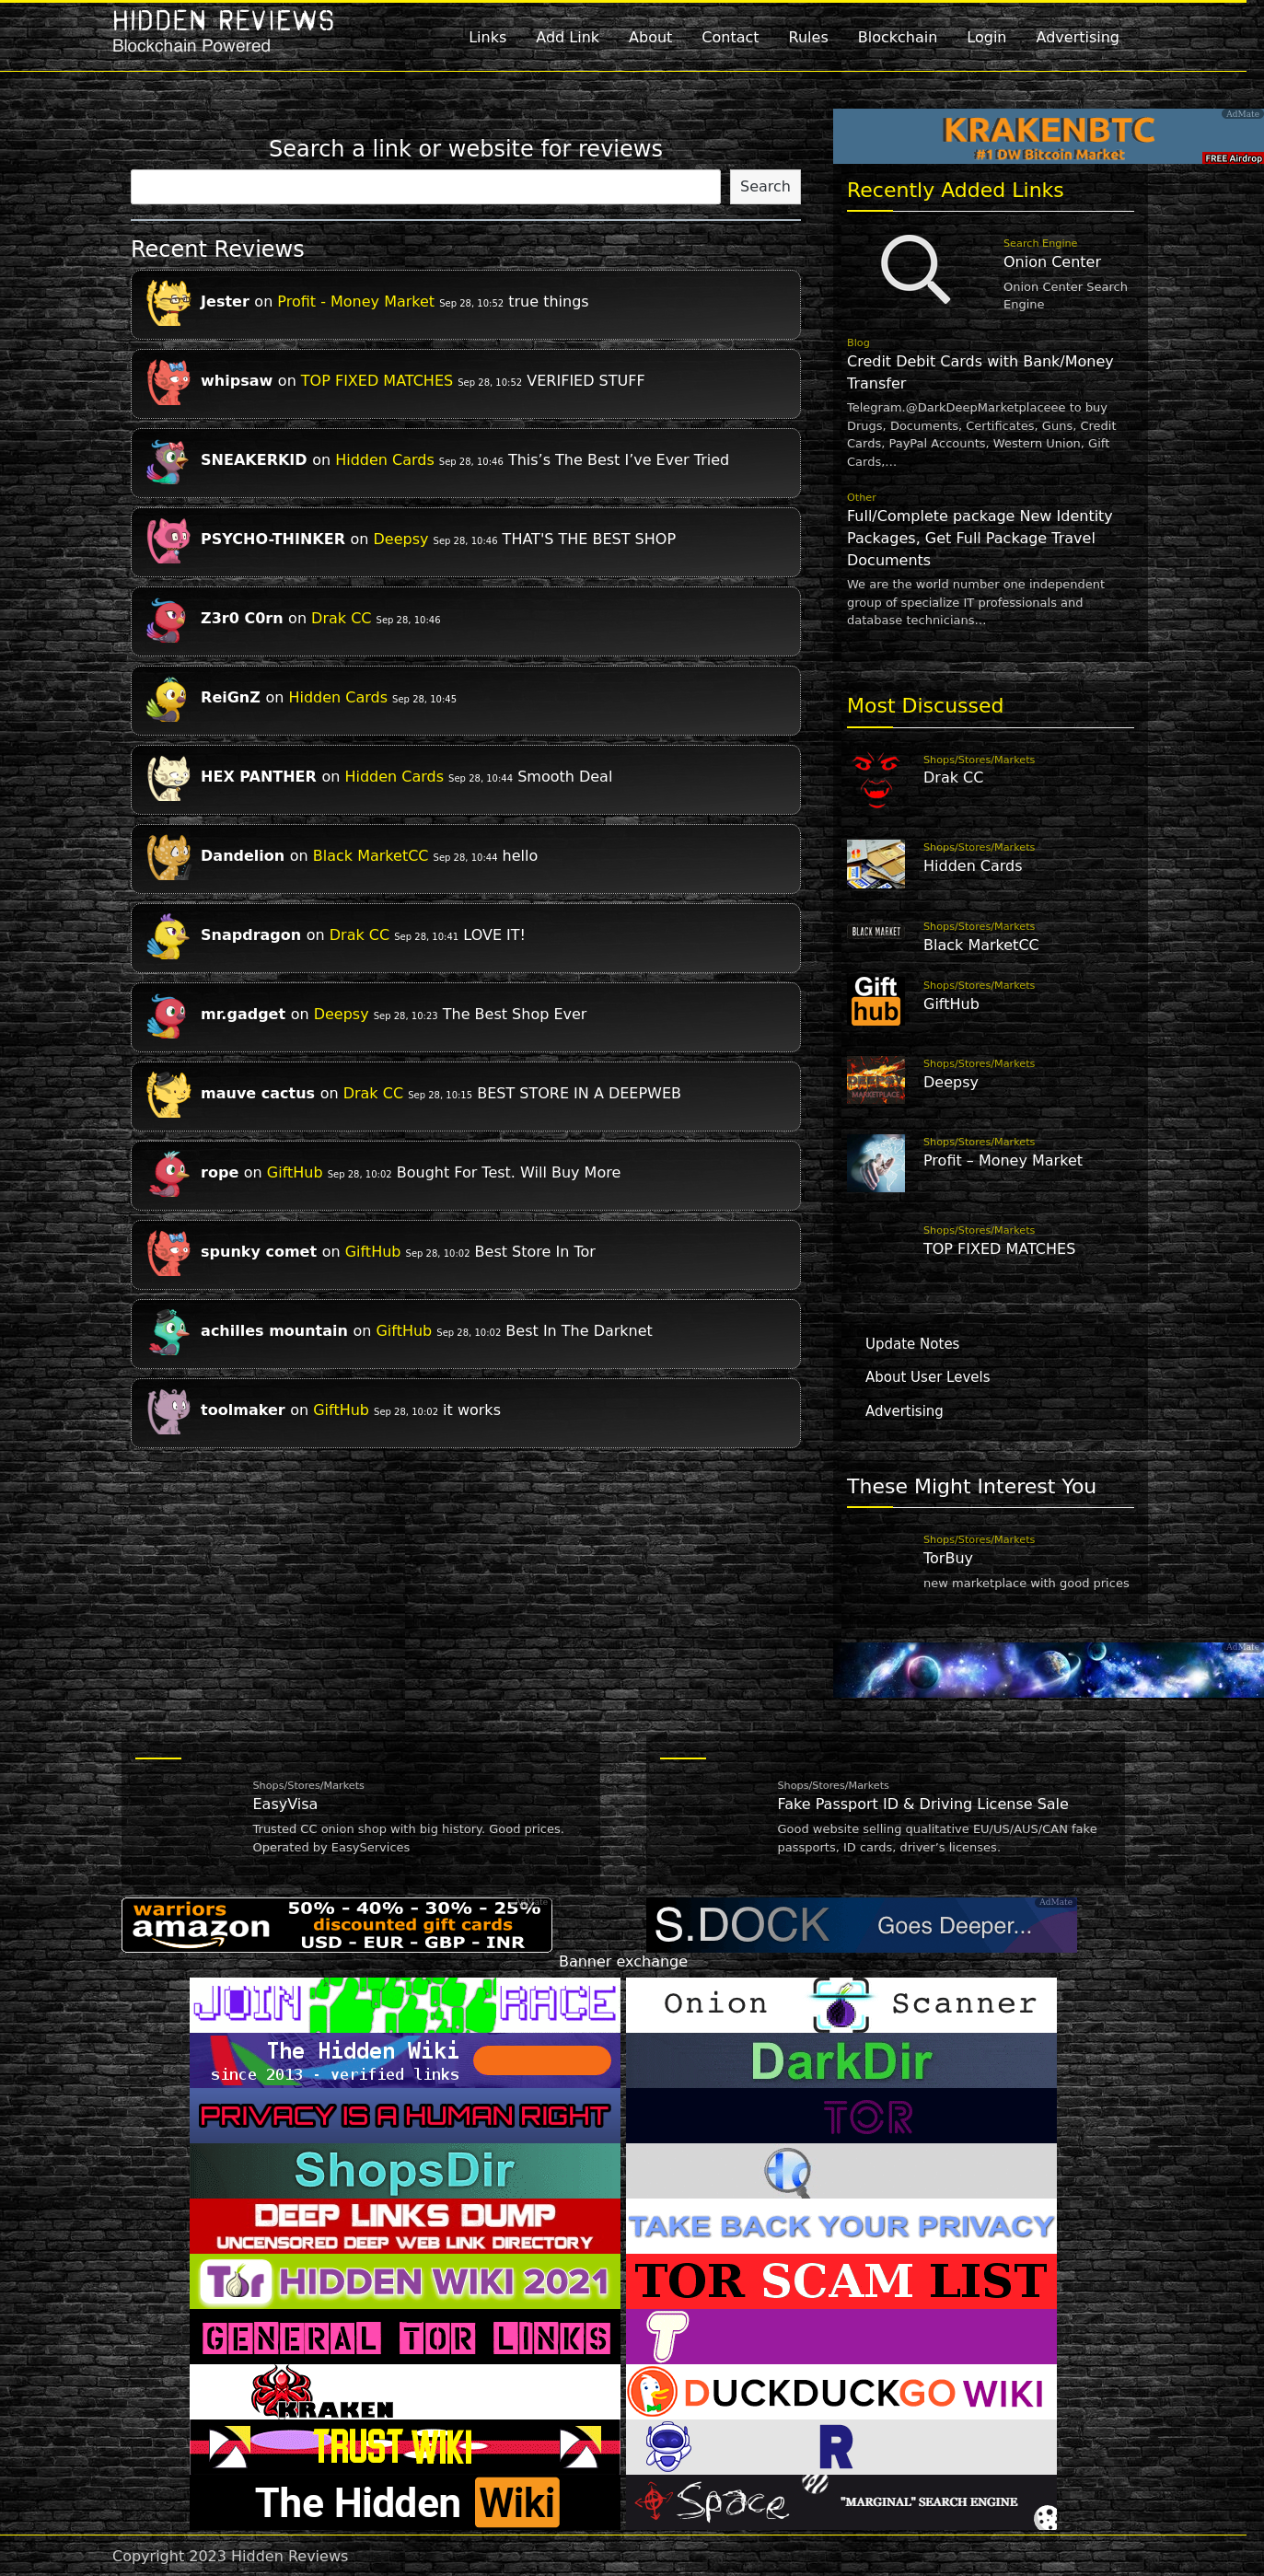 HIDDEN REVIEWS
Blockchain Powered
Links Add Link About Contact Rules Blockchain Login Advertising
Search a link or website for reviews
Search
Recent Reviews
Jester on Profit - Money Market Sep 28, 10:52 true things
whipsaw on TOP FIXED MATCHES Sep 28, 10:52 VERIFIED STUFF
SNEAKERKID on Hidden Cards Sep 28, 10:46 This’s The Best I’ve Ever Tried
PSYCHO-THINKER on Deepsy Sep 28, 10:46 THAT'S THE BEST SHOP
Z3r0 C0rn on Drak CC Sep 28, 10:46
ReiGnZ on Hidden Cards Sep 28, 10:45
HEX PANTHER on Hidden Cards Sep 28, 10:44 Smooth Deal
Dandelion on Black MarketCC Sep 28, 10:44 hello
Snapdragon on Drak CC Sep 28, 10:41 LOVE IT!
mr.gadget on Deepsy Sep 28, 10:23 The Best Shop Ever
mauve cactus on Drak CC Sep 28, 10:15 BEST STORE IN A DEEPWEB
rope on GiftHub Sep 28, 10:02 Bought For Test. Will Buy More
spunky comet on GiftHub Sep 28, 10:02 Best Store In Tor
achilles mountain on GiftHub Sep 28, 10:02 Best In The Darknet
toolmaker on GiftHub Sep 28, 10:02 it works
AdMate
KRAKENBTC
#1 DW Bitcoin Market
FREE Airdrop
Recently Added Links
Search Engine
Onion Center
Onion Center Search
Engine
Blog
Credit Debit Cards with Bank/Money
Transfer
Telegram.@DarkDeepMarketplaceee to buy
Drugs, Documents, Certificates, Guns, Credit
Cards, PayPal Accounts, Western Union, Gift
Cards,...
Other
Full/Complete package New Identity
Packages, Get Full Package Travel
Documents
We are the world number one independent
group of specialize IT professionals and
database technicians...
Most Discussed
Shops/Stores/Markets
Drak CC
Shops/Stores/Markets
Hidden Cards
BLACK MARKET
Shops/Stores/Markets
Black MarketCC
Gift
hub
Shops/Stores/Markets
GiftHub
DEEPSY
MARKETPLACE
Shops/Stores/Markets
Deepsy
Shops/Stores/Markets
Profit – Money Market
Shops/Stores/Markets
TOP FIXED MATCHES
Update Notes
About User Levels
Advertising
These Might Interest You
Shops/Stores/Markets
TorBuy
new marketplace with good prices
AdMate
Shops/Stores/Markets
EasyVisa
Trusted CC onion shop with big history. Good prices.
Operated by EasyServices
Shops/Stores/Markets
Fake Passport ID & Driving License Sale
Good website selling qualitative EU/US/AUS/CAN fake
passports, ID cards, driver’s licenses.
AdMate
warriors
amazon
50% - 40% - 30% - 25%
discounted gift cards
USD - EUR - GBP - INR
AdMate
S.DOCK Goes Deeper...
Banner exchange
JOIN RACE
Onion Scanner
The Hidden Wiki
since 2013 - verified links
DarkDir
PRIVACY IS A HUMAN RIGHT
TOR
ShopsDir
DEEP LINKS DUMP
UNCENSORED DEEP WEB LINK DIRECTORY
TAKE BACK YOUR PRIVACY
Tor HIDDEN WIKI 2021
TOR SCAM LIST
GENERAL TOR LINKS
T
KRAKEN
DUCKDUCKGO WIKI
TRUST WIKI
R
The Hidden Wiki
Space
"MARGINAL" SEARCH ENGINE
Copyright 2023 Hidden Reviews